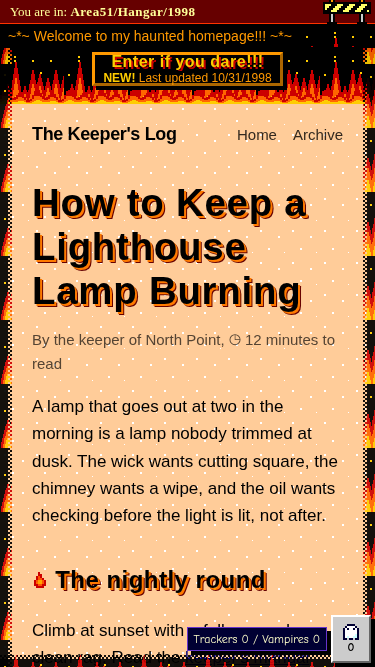 You are in: Area51/Hangar/1998
~*~ Welcome to my haunted homepage!!! ~*~
Enter if you dare!!!
NEW! Last updated 10/31/1998
The Keeper's Log
Home
Archive
How to Keep a
Lighthouse
Lamp Burning
By the keeper of North Point, 12 minutes to
read
A lamp that goes out at two in the
morning is a lamp nobody trimmed at
dusk. The wick wants cutting square, the
chimney wants a wipe, and the oil wants
checking before the light is lit, not after.
The nightly round
Climb at sunset with
Trackers 0 / Vampires 0
0